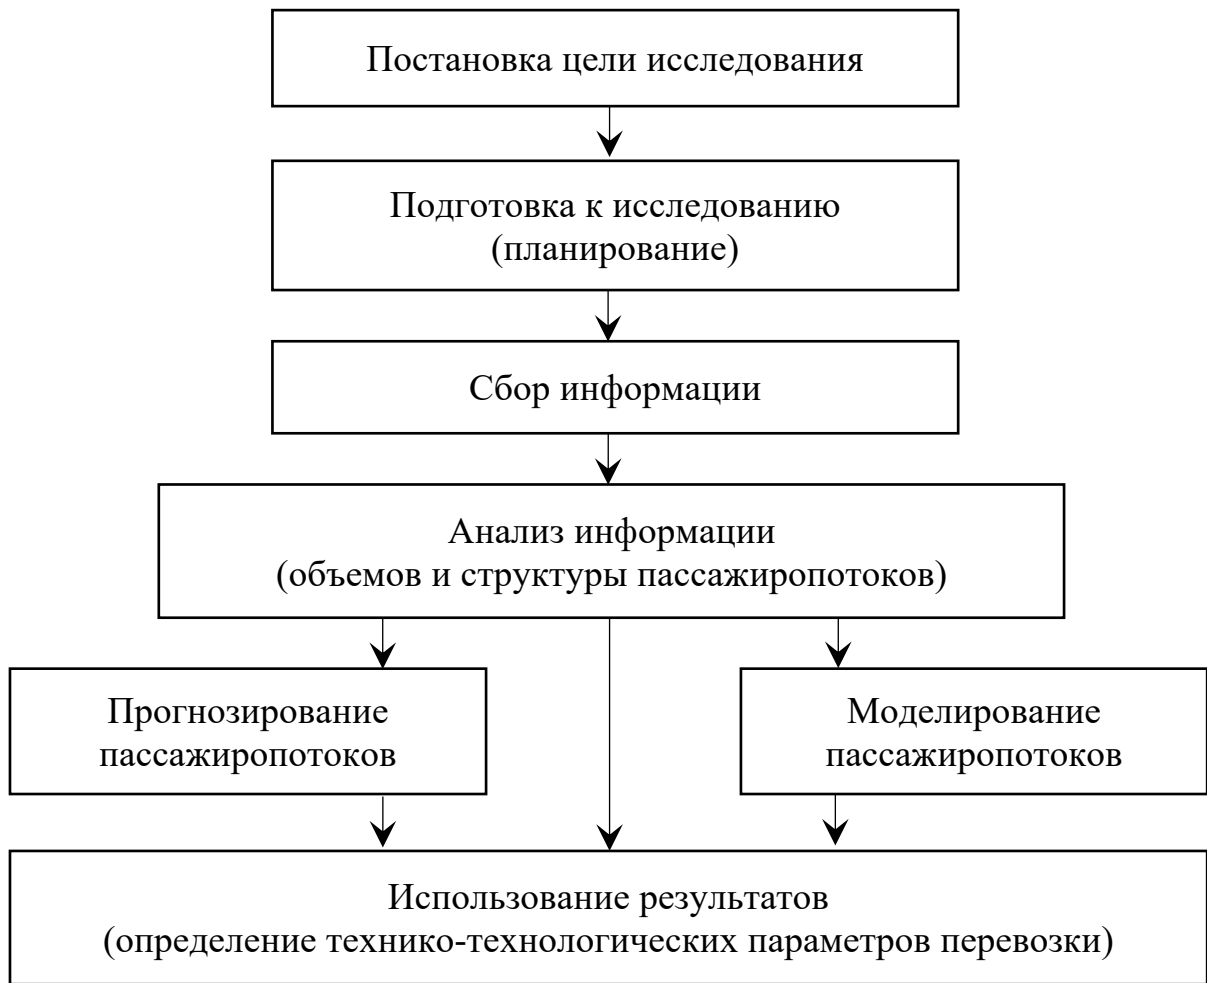 Постановка цели исследования
Подготовка к исследованию
(планирование)
Сбор информации
Анализ информации
(объемов и структуры пассажиропотоков)
Прогнозирование
пассажиропотоков
Моделирование
пассажиропотоков
Использование результатов
(определение технико-технологических параметров перевозки)